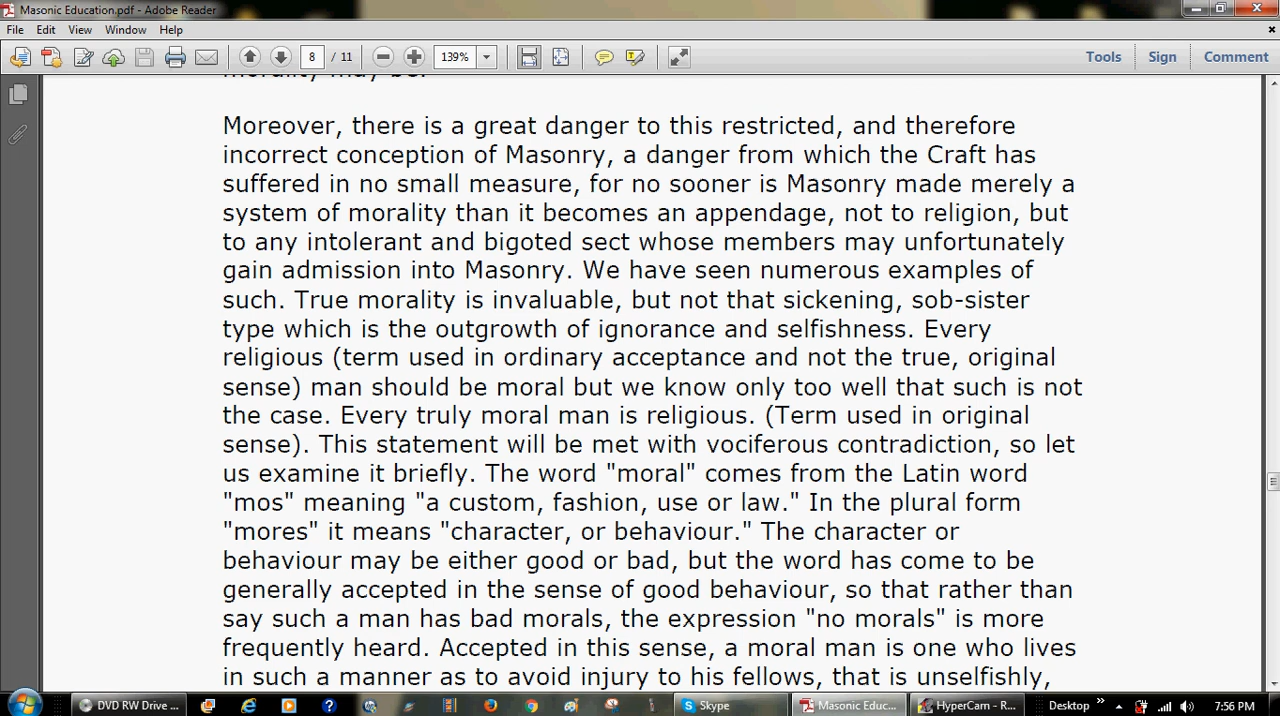 Masonic Education.pdf - Adobe Reader
File Edit View Window Help
8 / 11 139% Tools Sign Comment
morality may be.
Moreover, there is a great danger to this restricted, and therefore
incorrect conception of Masonry, a danger from which the Craft has
suffered in no small measure, for no sooner is Masonry made merely a
system of morality than it becomes an appendage, not to religion, but
to any intolerant and bigoted sect whose members may unfortunately
gain admission into Masonry. We have seen numerous examples of
such. True morality is invaluable, but not that sickening, sob-sister
type which is the outgrowth of ignorance and selfishness. Every
religious (term used in ordinary acceptance and not the true, original
sense) man should be moral but we know only too well that such is not
the case. Every truly moral man is religious. (Term used in original
sense). This statement will be met with vociferous contradiction, so let
us examine it briefly. The word "moral" comes from the Latin word
"mos" meaning "a custom, fashion, use or law." In the plural form
"mores" it means "character, or behaviour." The character or
behaviour may be either good or bad, but the word has come to be
generally accepted in the sense of good behaviour, so that rather than
say such a man has bad morals, the expression "no morals" is more
frequently heard. Accepted in this sense, a moral man is one who lives
in such a manner as to avoid injury to his fellows, that is unselfishly,
DVD RW Drive ... Skype Masonic Educ... HyperCam - R... Desktop 7:56 PM